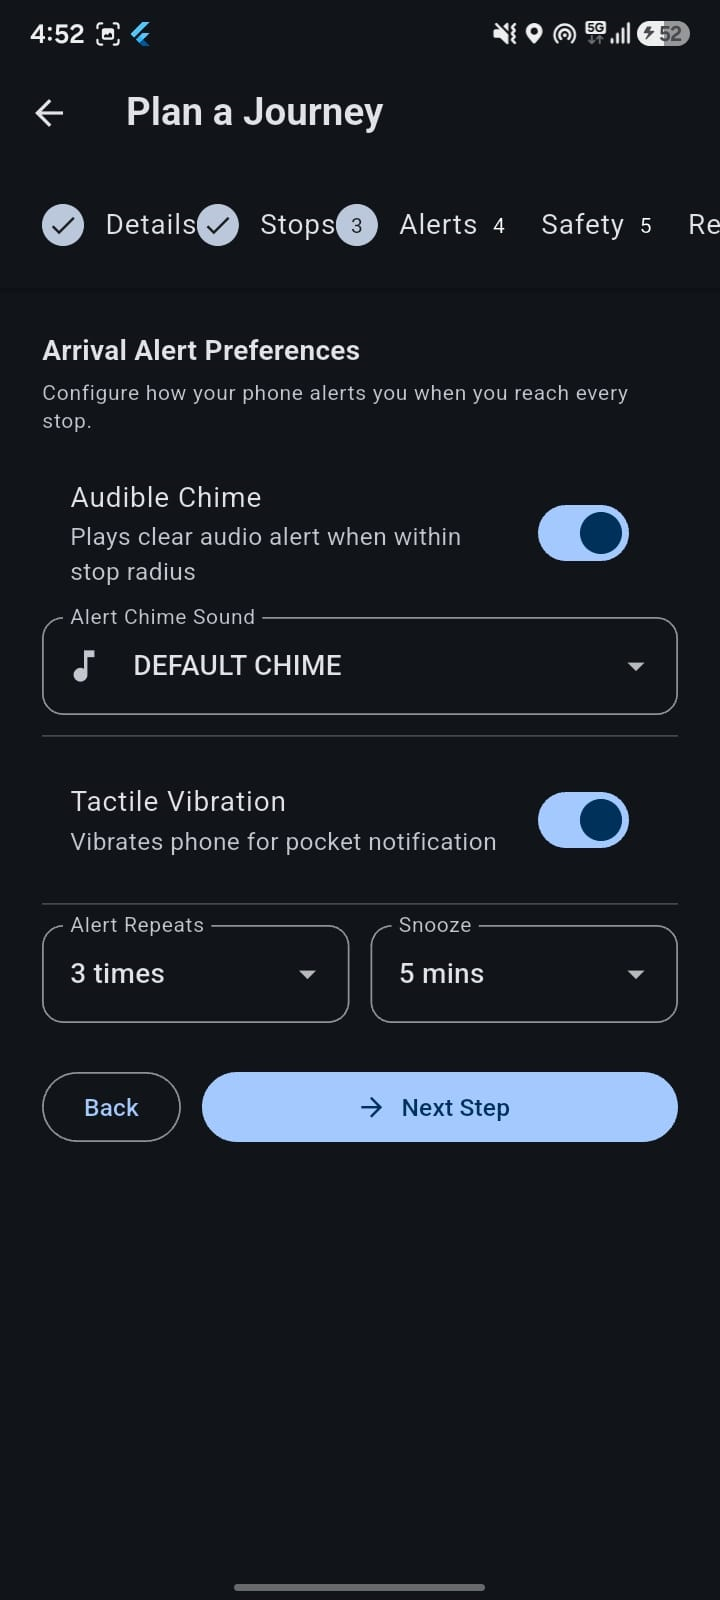 4:52 5G 52
Plan a Journey
Details Stops 3 Alerts 4 Safety 5 Re
Arrival Alert Preferences
Configure how your phone alerts you when you reach every
stop.
Audible Chime
Plays clear audio alert when within
stop radius
Alert Chime Sound
DEFAULT CHIME
Tactile Vibration
Vibrates phone for pocket notification
Alert Repeats Snooze
3 times 5 mins
Back Next Step